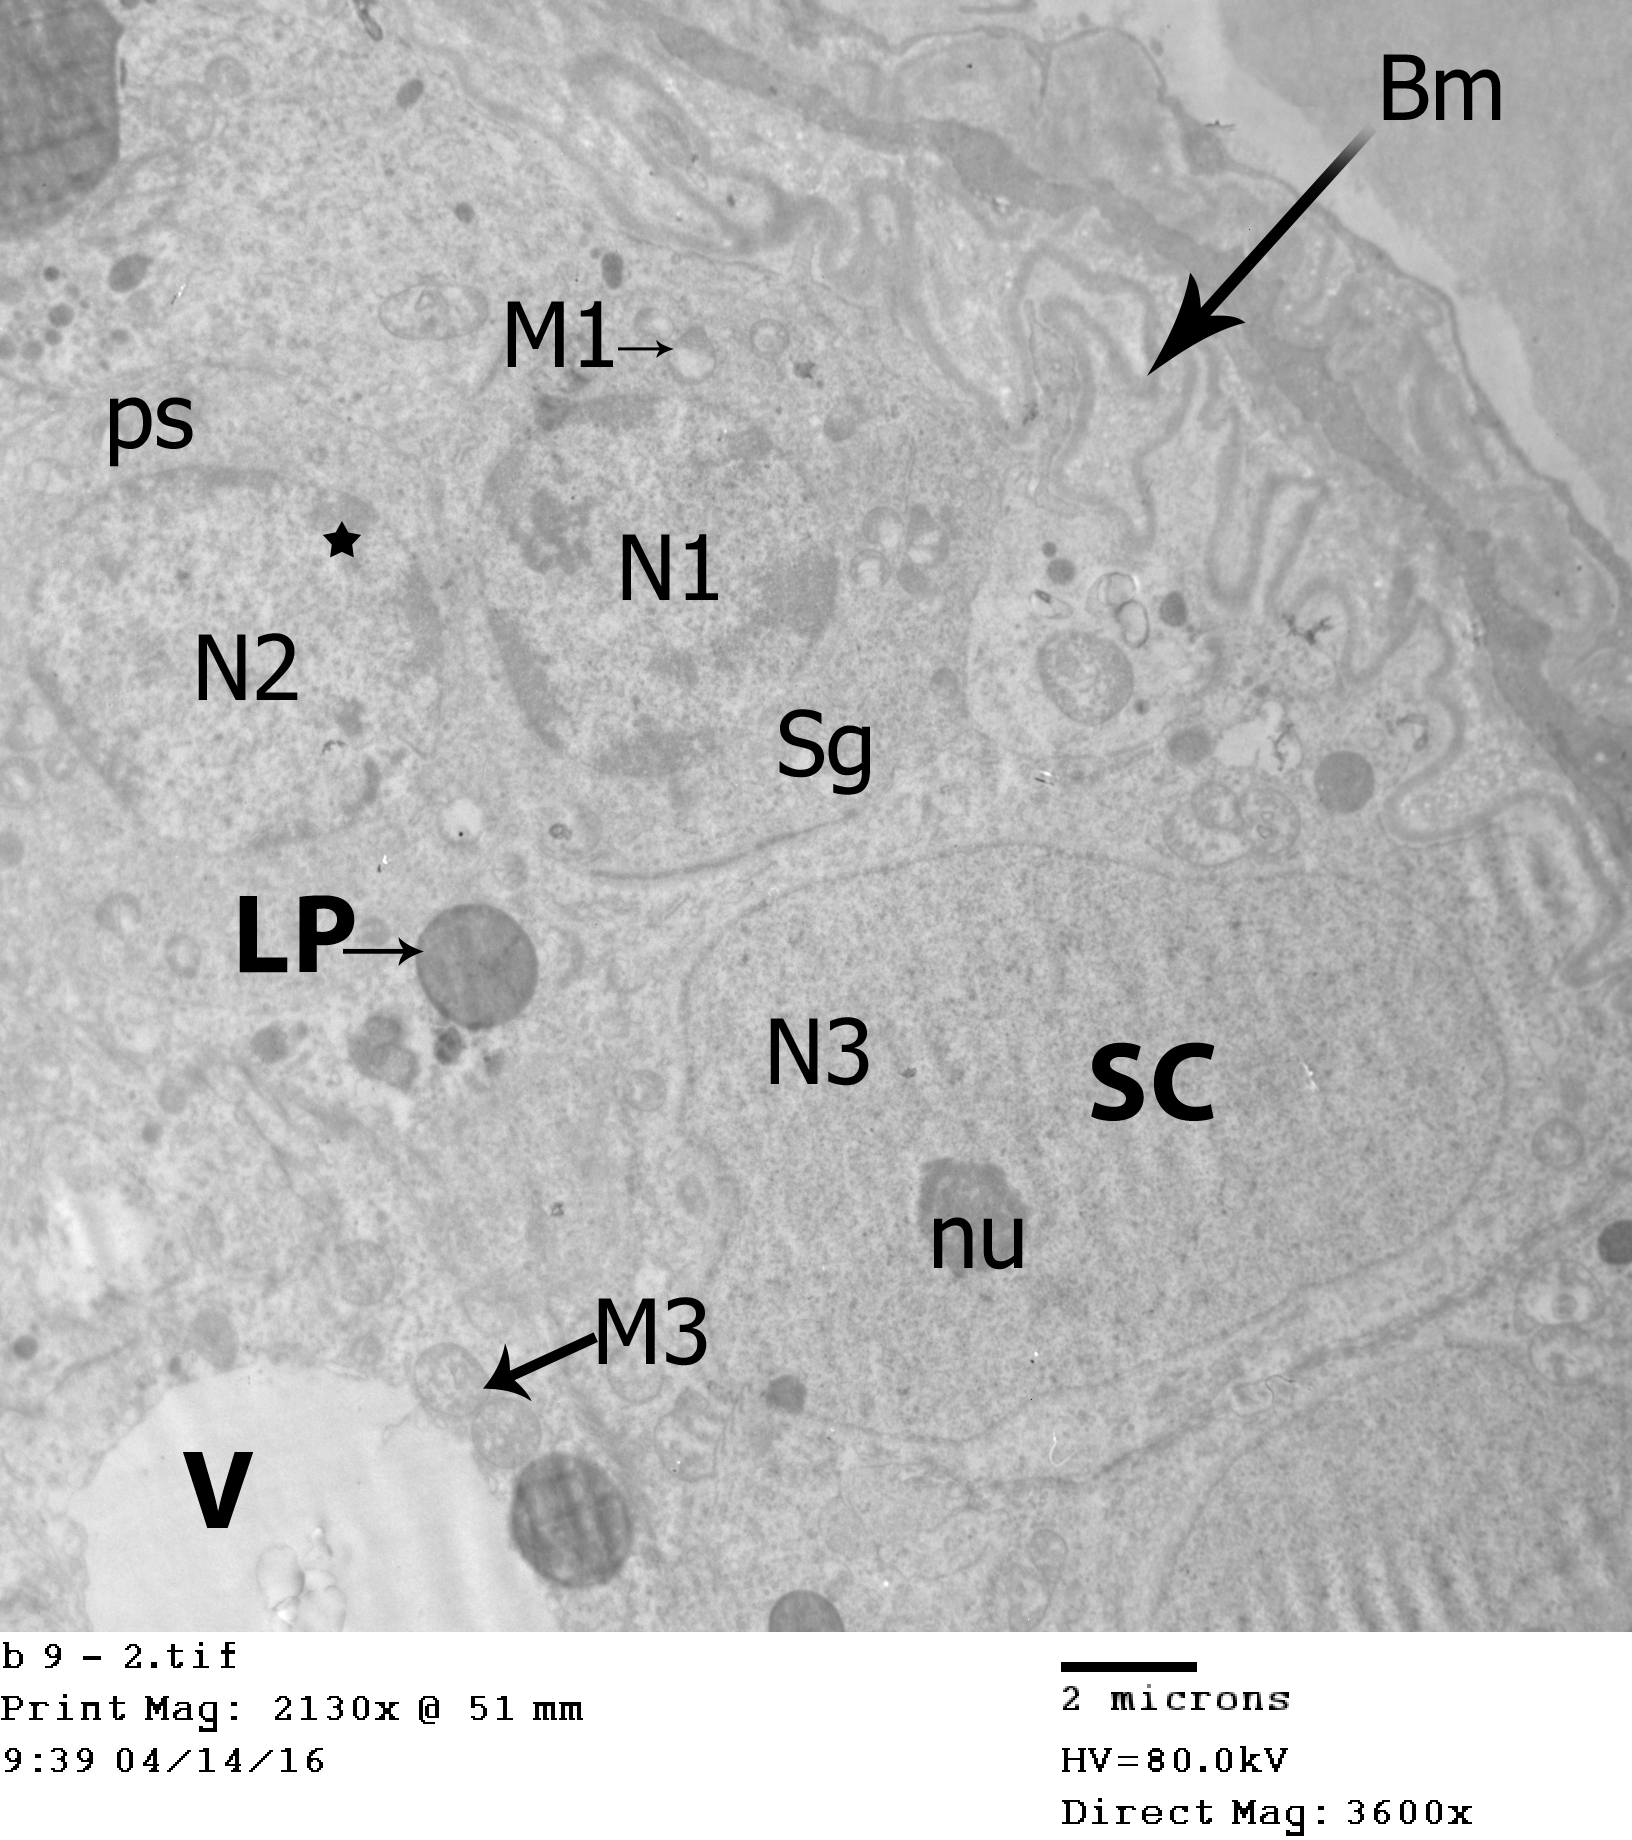 Bm
M1
ps
N1
N2
Sg
LP
N3
SC
nu
M3
V
b 9 - 2.tif
Print Mag: 2130x @ 51 mm
9:39 04/14/16
2 microns
HV=80.0kV
Direct Mag: 3600x